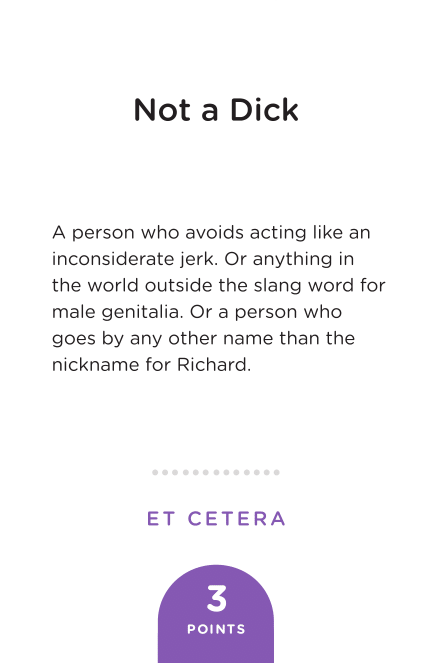 Not a Dick
A person who avoids acting like an
inconsiderate jerk. Or anything in
the world outside the slang word for
male genitalia. Or a person who
goes by any other name than the
nickname for Richard.
ET CETERA
3
POINTS